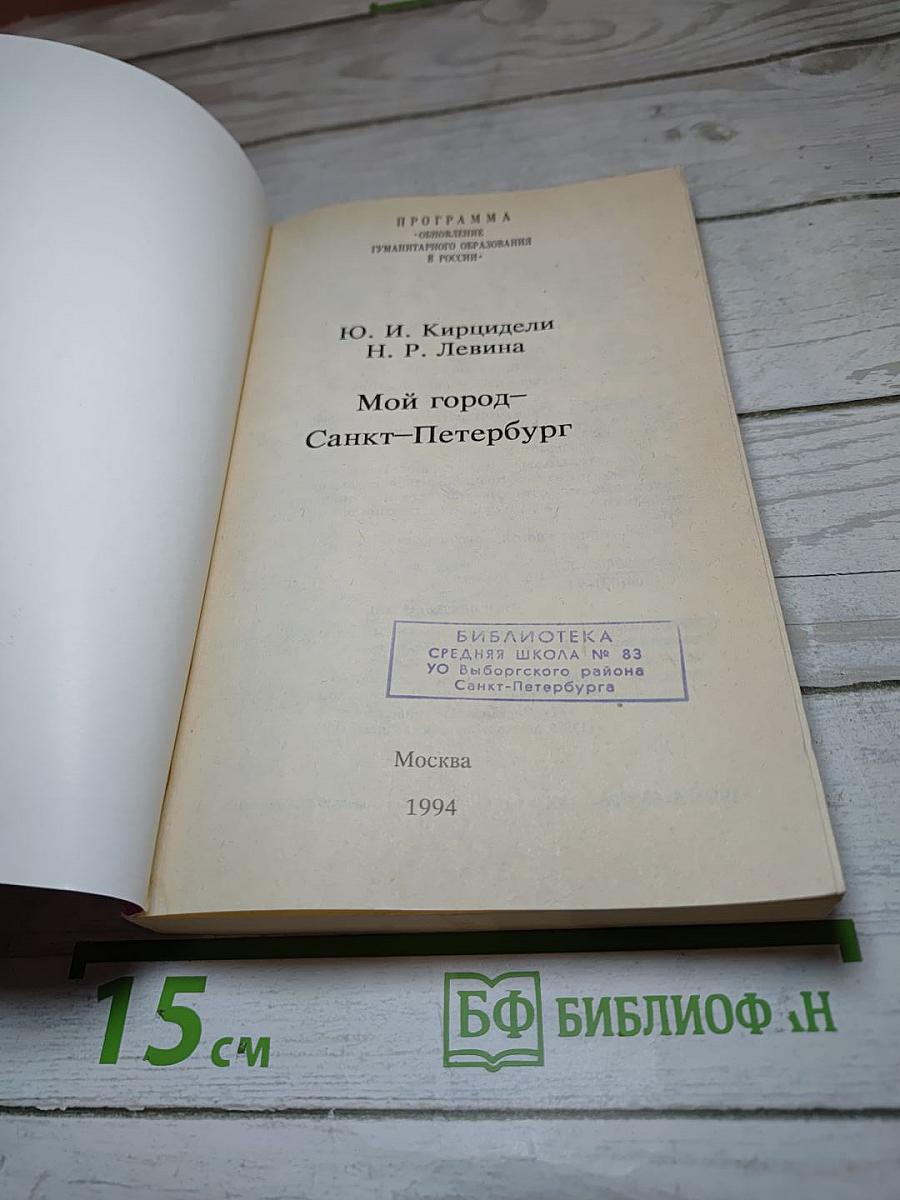 ПРОГРАММА
«ОБНОВЛЕНИЕ
ГУМАНИТАРНОГО ОБРАЗОВАНИЯ
В РОССИИ»
Ю. И. Кирцидели
Н. Р. Левина
Мой город–
Санкт–Петербург
БИБЛИОТЕКА
СРЕДНЯЯ ШКОЛА № 83
УО Выборгского района
Санкт-Петербурга
Москва
1994
15 см
БФ БИБЛИОФ